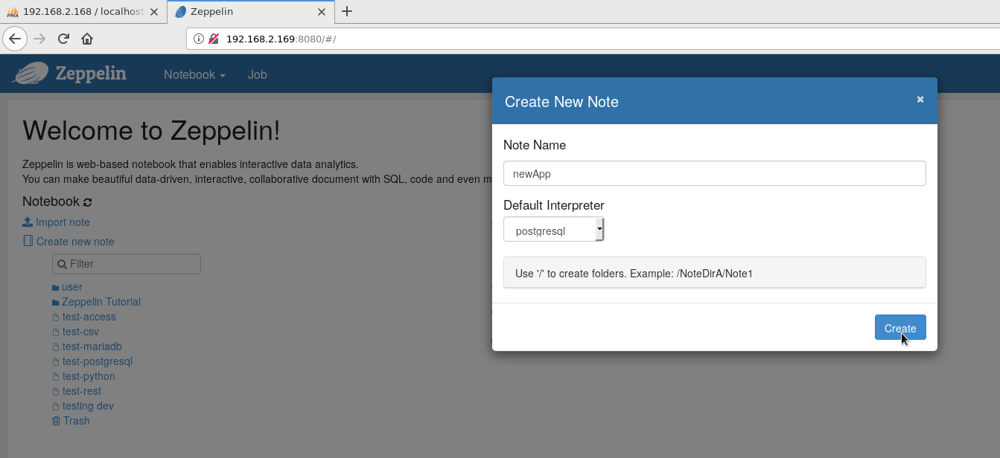 192.168.2.168 / localhost
Zeppelin
192.168.2.169:8080/#/
Zeppelin
Notebook
Job
Welcome to Zeppelin!
Zeppelin is web-based notebook that enables interactive data analytics.
You can make beautiful data-driven, interactive, collaborative document with SQL, code and even m
Notebook
Import note
Create new note
Filter
user
Zeppelin Tutorial
test-access
test-csv
test-mariadb
test-postgresql
test-python
test-rest
testing dev
Trash
Create New Note
Note Name
newApp
Default Interpreter
postgresql
Use '/' to create folders. Example: /NoteDirA/Note1
Create